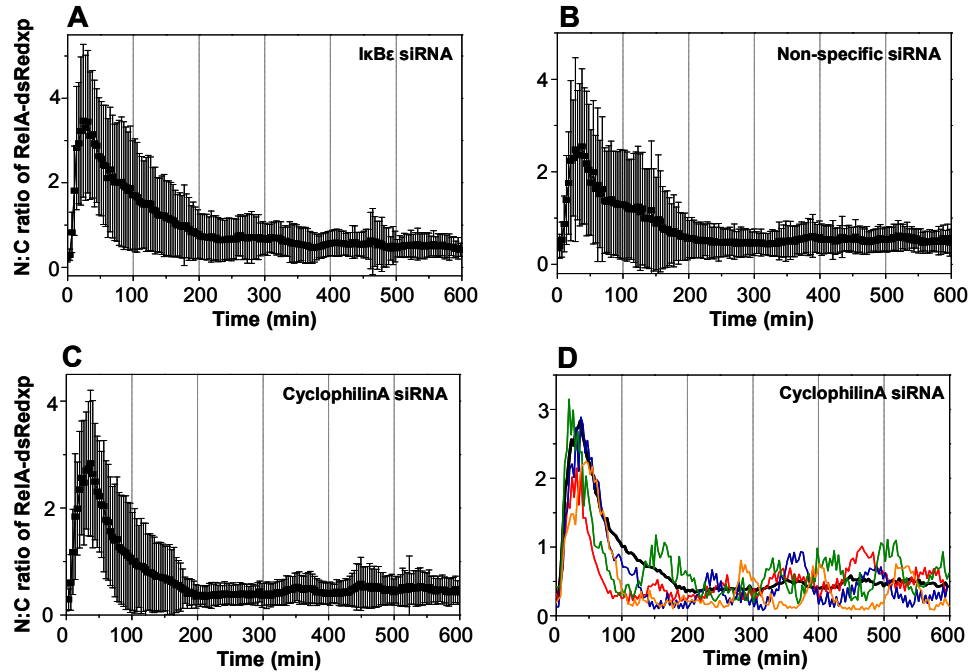 A
IκBε siRNA
N:C ratio of RelA-dsRedxp
4
2
0
0 100 200 300 400 500 600
Time (min)
B
Non-specific siRNA
4
2
0
0 100 200 300 400 500 600
Time (min)
C
CyclophilinA siRNA
N:C ratio of RelA-dsRedxp
4
2
0
0 100 200 300 400 500 600
Time (min)
D
CyclophilinA siRNA
3
2
1
0
0 100 200 300 400 500 600
Time (min)